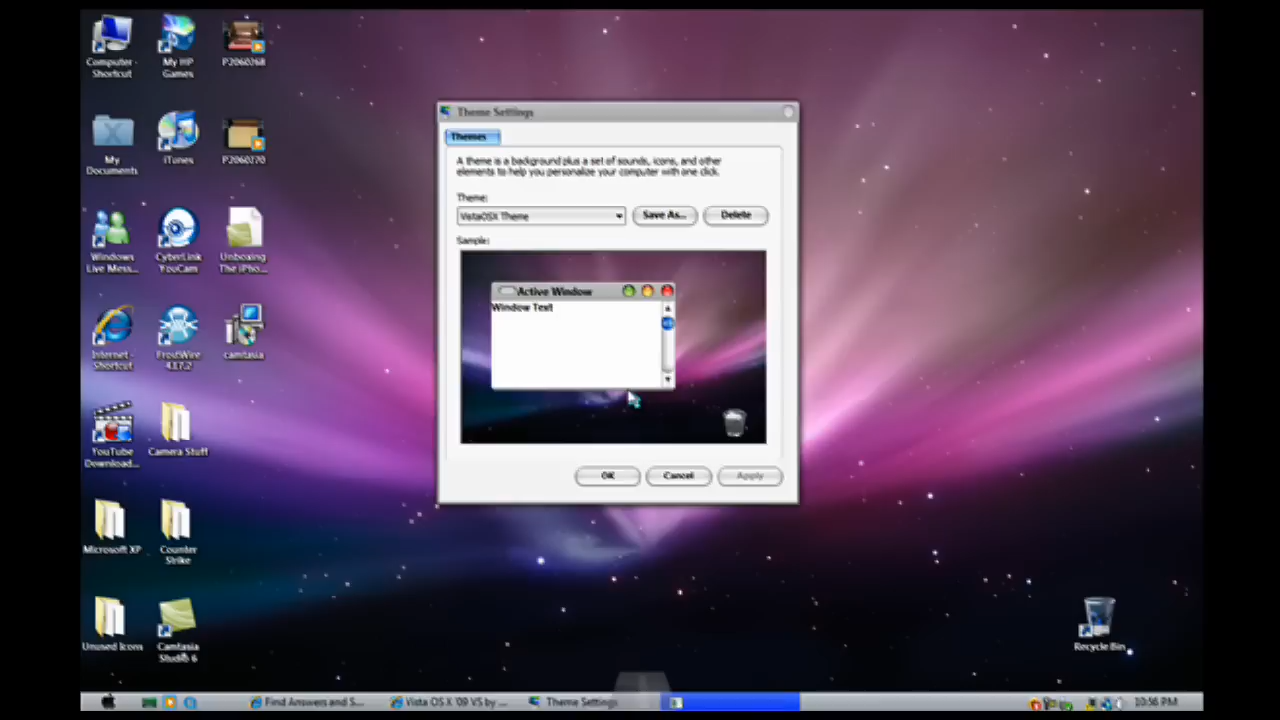 Computer - Shortcut
My HP Games
P2060268
My Documents
iTunes
P2060270
Windows Live Mess...
CyberLink YouCam
Unboxing The iPho...
Internet - Shortcut
FrostWire 4.17.2
camtasia
YouTube Download...
Camera Stuff
Microsoft XP
Counter Strike
Unused Icons
Camtasia Studio 6
Theme Settings
Themes
A theme is a background plus a set of sounds, icons, and other
elements to help you personalize your computer with one click.
Theme:
VistaOSX Theme
Save As...
Delete
Sample:
Active Window
Window Text
OK
Cancel
Apply
Recycle Bin
Find Answers and S...
Vista OS X '09 VS by ...
Theme Settings
10:56 PM